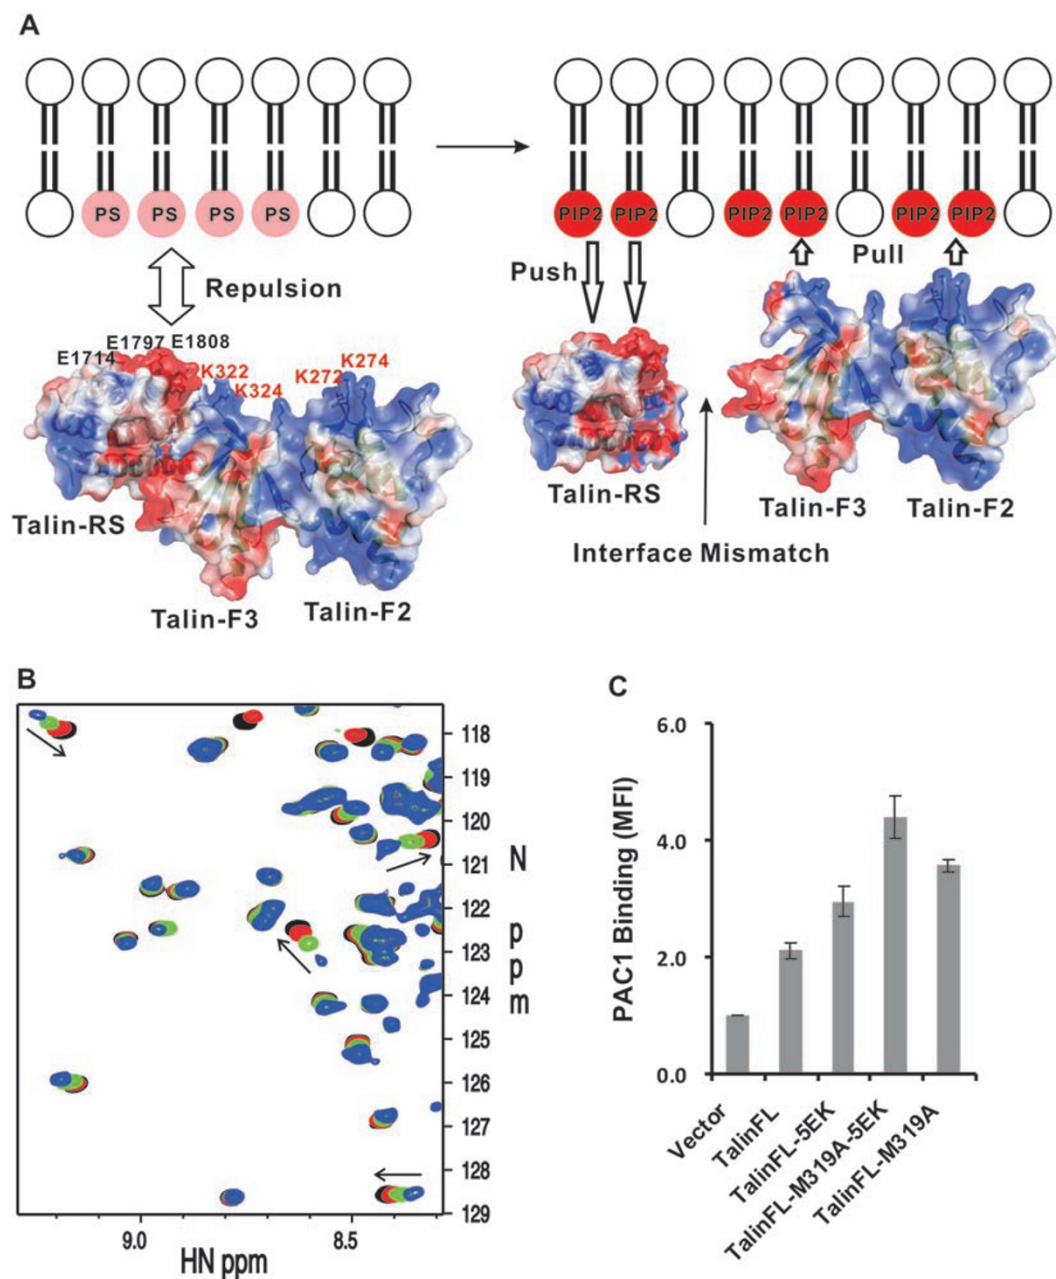 A
PS PS PS PS
PIP2 PIP2 PIP2 PIP2 PIP2 PIP2
Repulsion
Push
Pull
E1714 E1797 E1808
K322
K324
K272
K274
Talin-RS
Talin-F3
Talin-F2
Talin-RS
Talin-F3
Talin-F2
Interface Mismatch
B
118
119
120
121
122
123
124
125
126
127
128
129
N
p
p
m
9.0 8.5
HN ppm
C
6.0
4.0
2.0
0.0
PAC1 Binding (MFI)
Vector
TalinFL
TalinFL-5EK
TalinFL-M319A-5EK
TalinFL-M319A